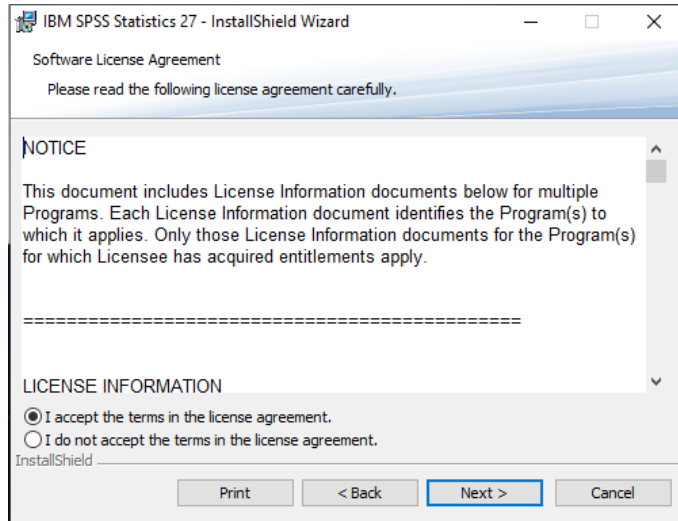 IBM SPSS Statistics 27 - InstallShield Wizard
Software License Agreement
Please read the following license agreement carefully.
NOTICE
This document includes License Information documents below for multiple
Programs. Each License Information document identifies the Program(s) to
which it applies. Only those License Information documents for the Program(s)
for which Licensee has acquired entitlements apply.
==============================================
LICENSE INFORMATION
I accept the terms in the license agreement.
I do not accept the terms in the license agreement.
InstallShield
Print < Back Next > Cancel